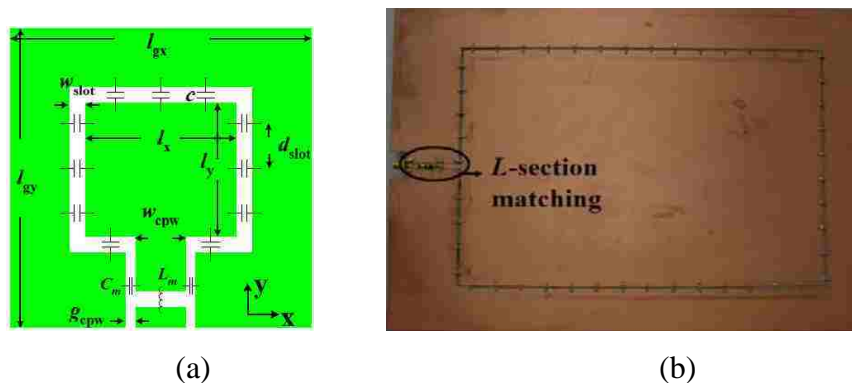 l_gx
w_slot
c
l_x
l_y
d_slot
l_gy
w_cpw
C_m
L_m
y
x
g_cpw
L-section
matching
(a)
(b)